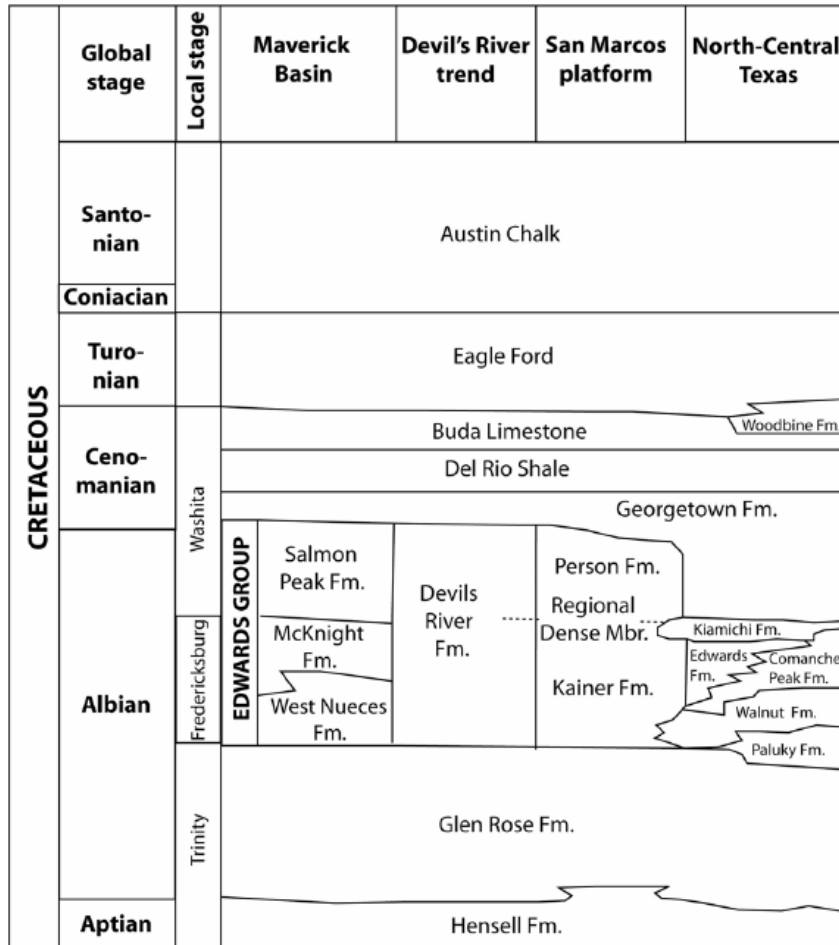 Global
stage
Local stage
Maverick
Basin
Devil's River
trend
San Marcos
platform
North-Central
Texas
CRETACEOUS
Santo-
nian
Coniacian
Turo-
nian
Ceno-
manian
Albian
Aptian
Washita
Fredericksburg
Trinity
Austin Chalk
Eagle Ford
Buda Limestone
Woodbine Fm.
Del Rio Shale
Georgetown Fm.
EDWARDS GROUP
Salmon
Peak Fm.
McKnight
Fm.
West Nueces
Fm.
Devils
River
Fm.
Person Fm.
Regional
Dense Mbr.
Kainer Fm.
Kiamichi Fm.
Edwards
Fm.
Comanche
Peak Fm.
Walnut Fm.
Paluky Fm.
Glen Rose Fm.
Hensell Fm.